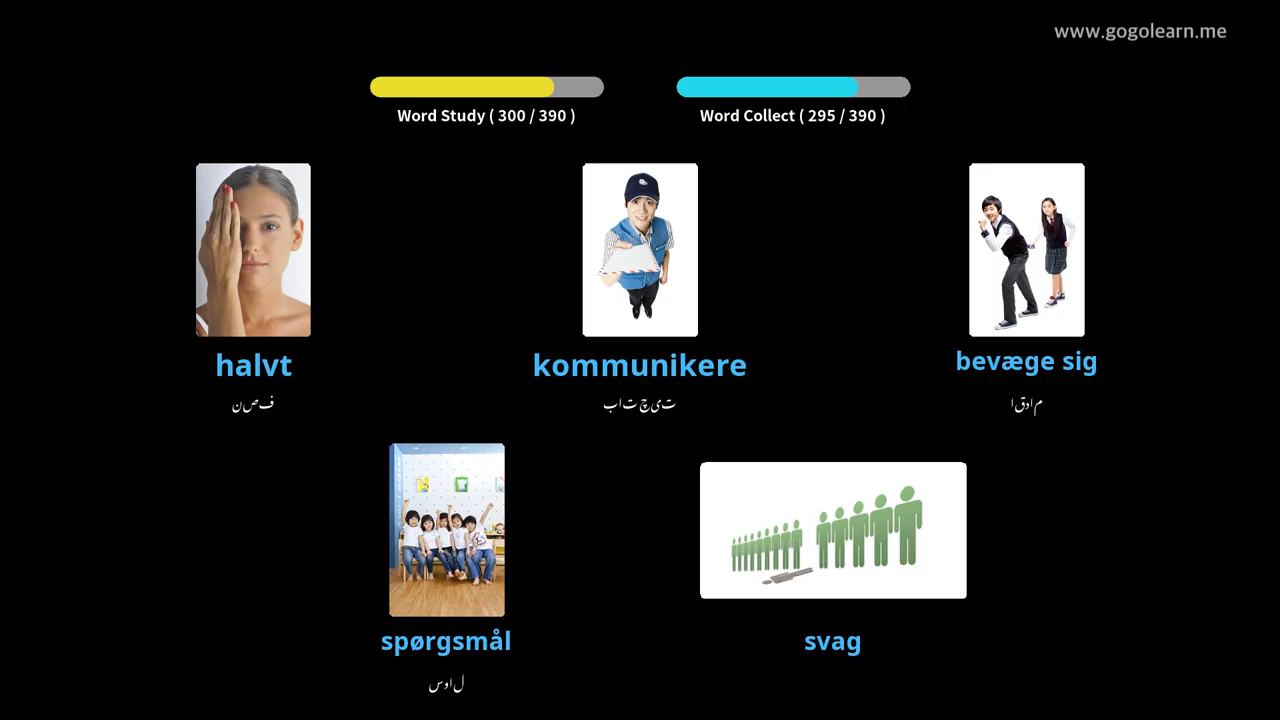 www.gogolearn.me
Word Study ( 300 / 390 )
Word Collect ( 295 / 390 )
halvt
kommunikere
bevæge sig
نصف
بات چیت
اقدام
spørgsmål
svag
سوال